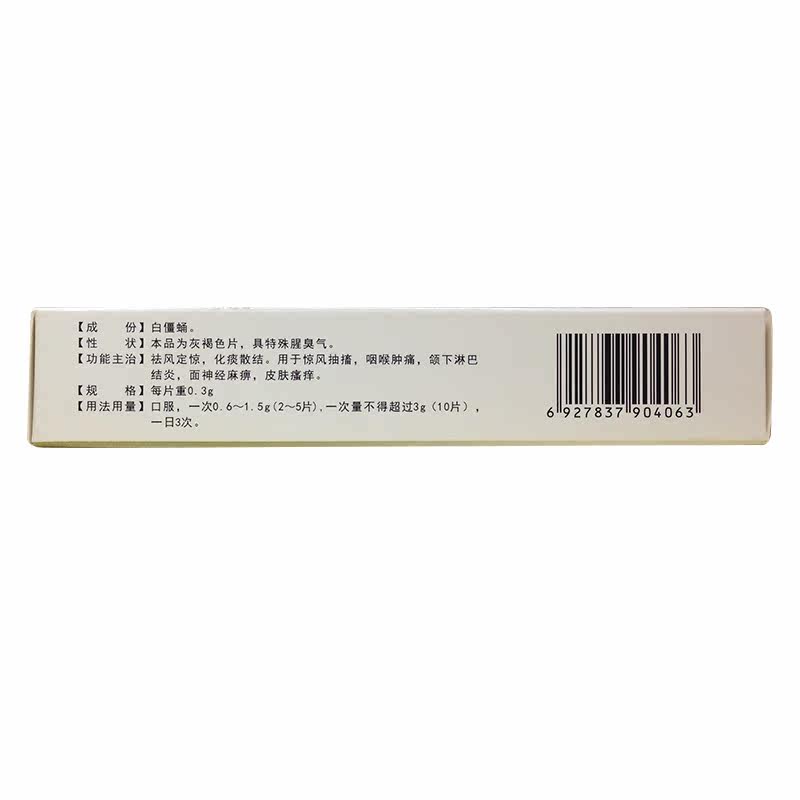 【成 份】白僵蛹。
【性 状】本品为灰褐色片，具特殊腥臭气。
【功能主治】祛风定惊，化痰散结。用于惊风抽搐，咽喉肿痛，颌下淋巴
结炎，面神经麻痹，皮肤瘙痒。
【规 格】每片重0.3g
【用法用量】口服，一次0.6～1.5g(2～5片),一次量不得超过3g（10片），
一日3次。
6 927837 904063